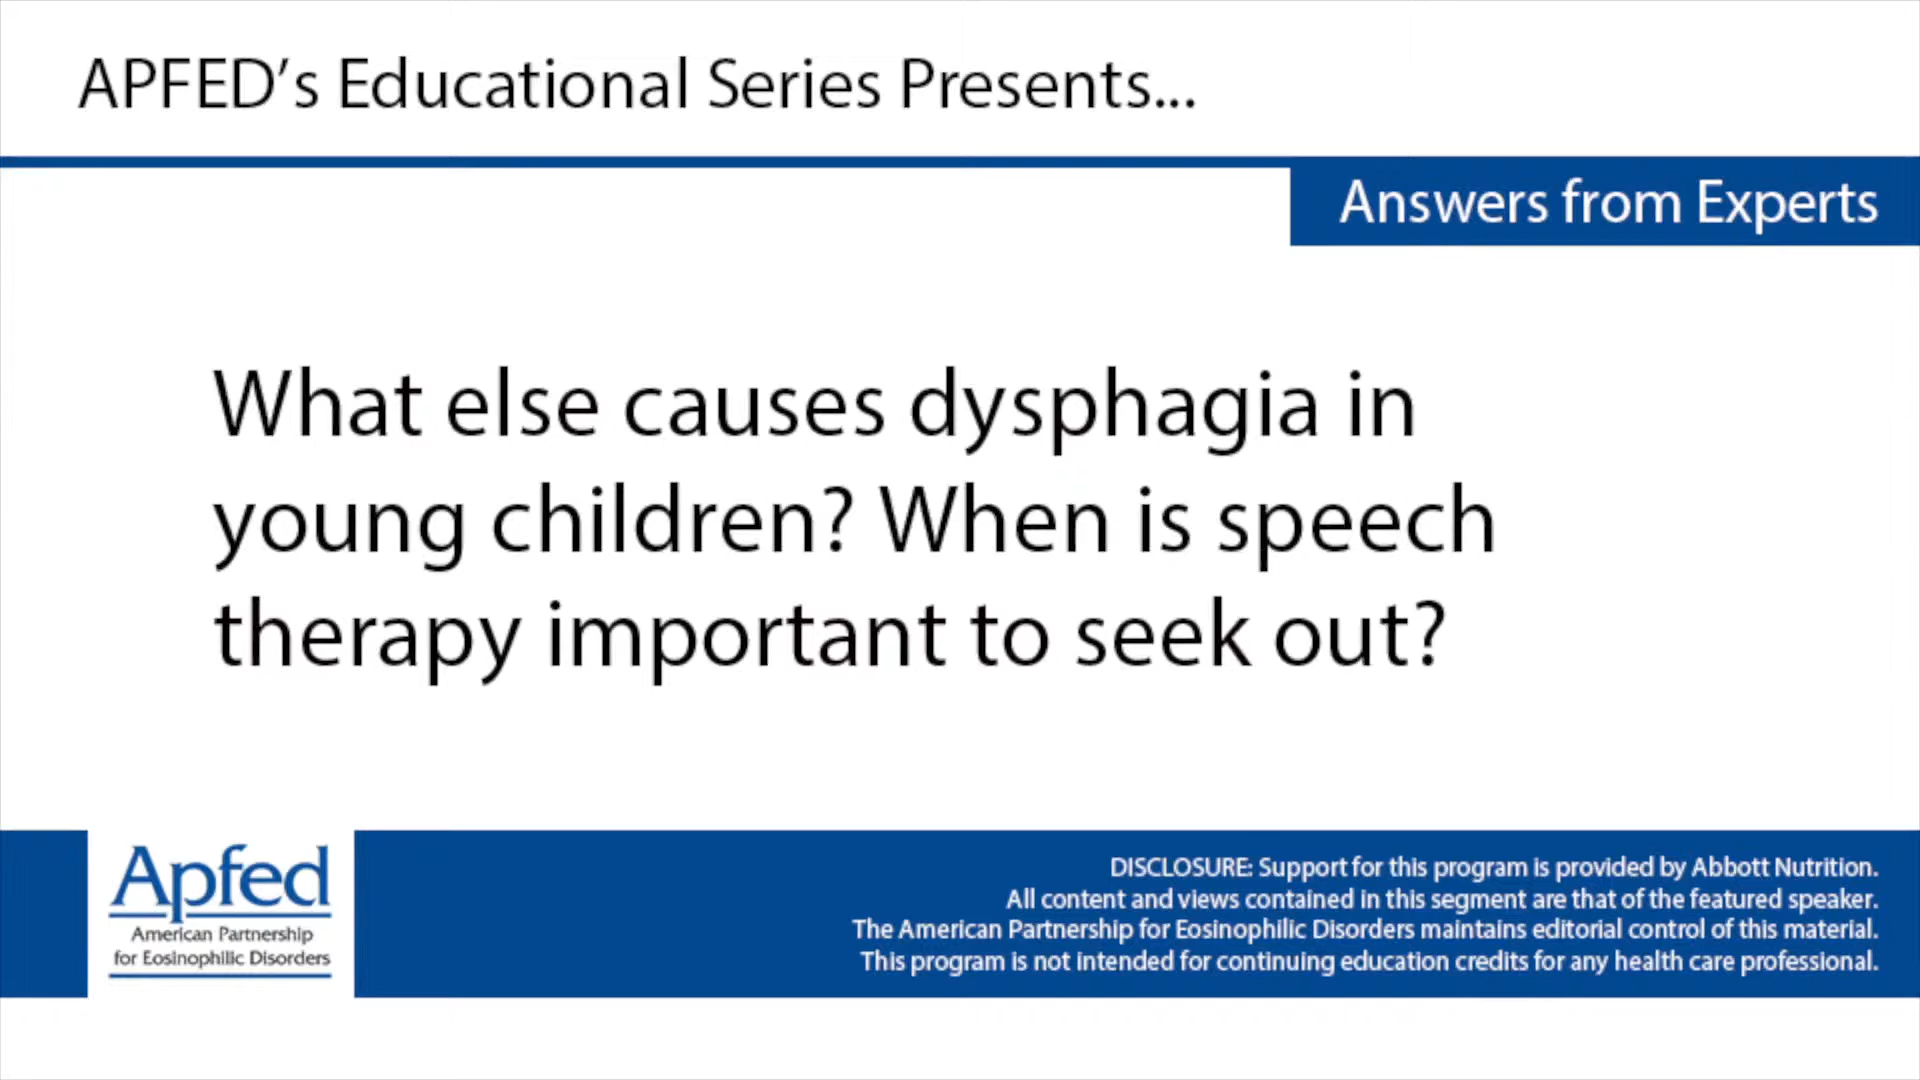 APFED’s Educational Series Presents...
Answers from Experts
What else causes dysphagia in
young children? When is speech
therapy important to seek out?
Apfed
American Partnership
for Eosinophilic Disorders
DISCLOSURE: Support for this program is provided by Abbott Nutrition.
All content and views contained in this segment are that of the featured speaker.
The American Partnership for Eosinophilic Disorders maintains editorial control of this material.
This program is not intended for continuing education credits for any health care professional.